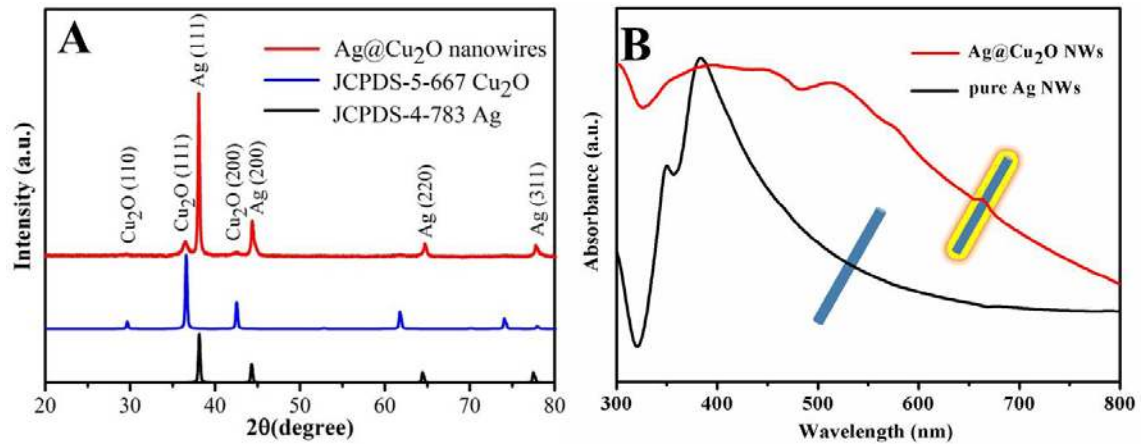 A
Ag@Cu2O nanowires
JCPDS-5-667 Cu2O
JCPDS-4-783 Ag
Cu2O (110)
Cu2O (111)
Ag (111)
Cu2O (200)
Ag (200)
Ag (220)
Ag (311)
Intensity (a.u.)
20 30 40 50 60 70 80
2θ(degree)
B
Ag@Cu2O NWs
pure Ag NWs
Absorbance (a.u.)
300 400 500 600 700 800
Wavelength (nm)